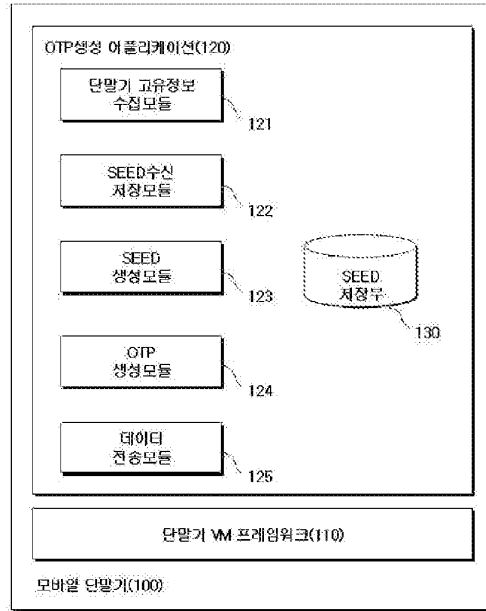 OTP생성 어플리케이션(120)
단말기 고유정보
수집모듈
121
SEED수신
저장모듈
122
SEED
생성모듈
123
SEED
저장부
130
OTP
생성모듈
124
데이터
전송모듈
125
단말기 VM 프레임워크(110)
모바일 단말기(100)